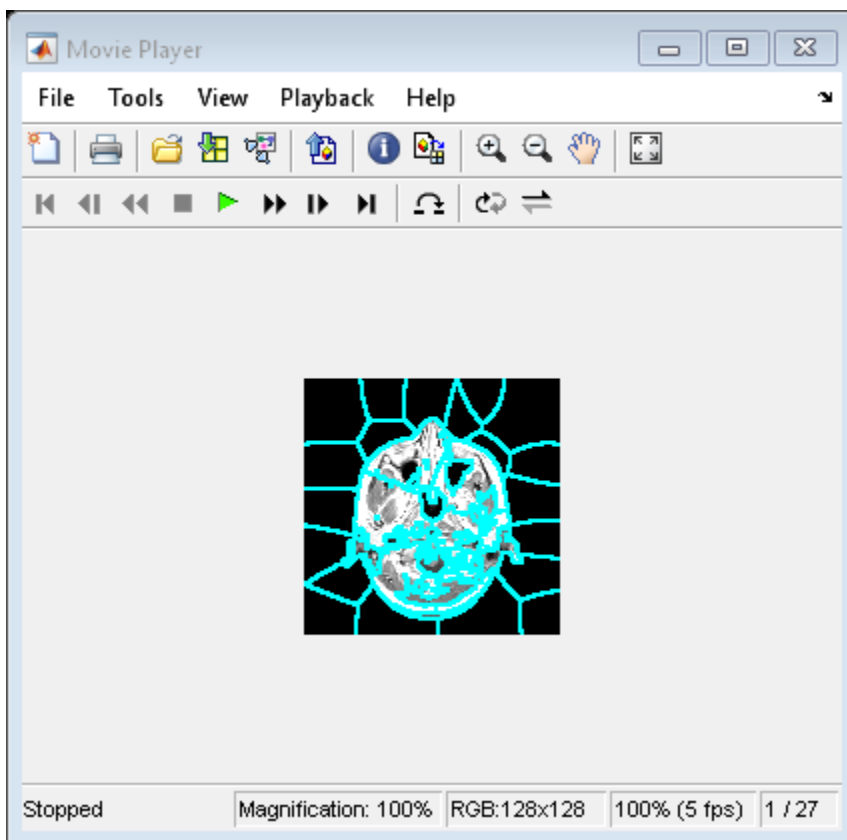 Movie Player
File Tools View Playback Help
Stopped Magnification: 100% RGB:128x128 100% (5 fps) 1 / 27